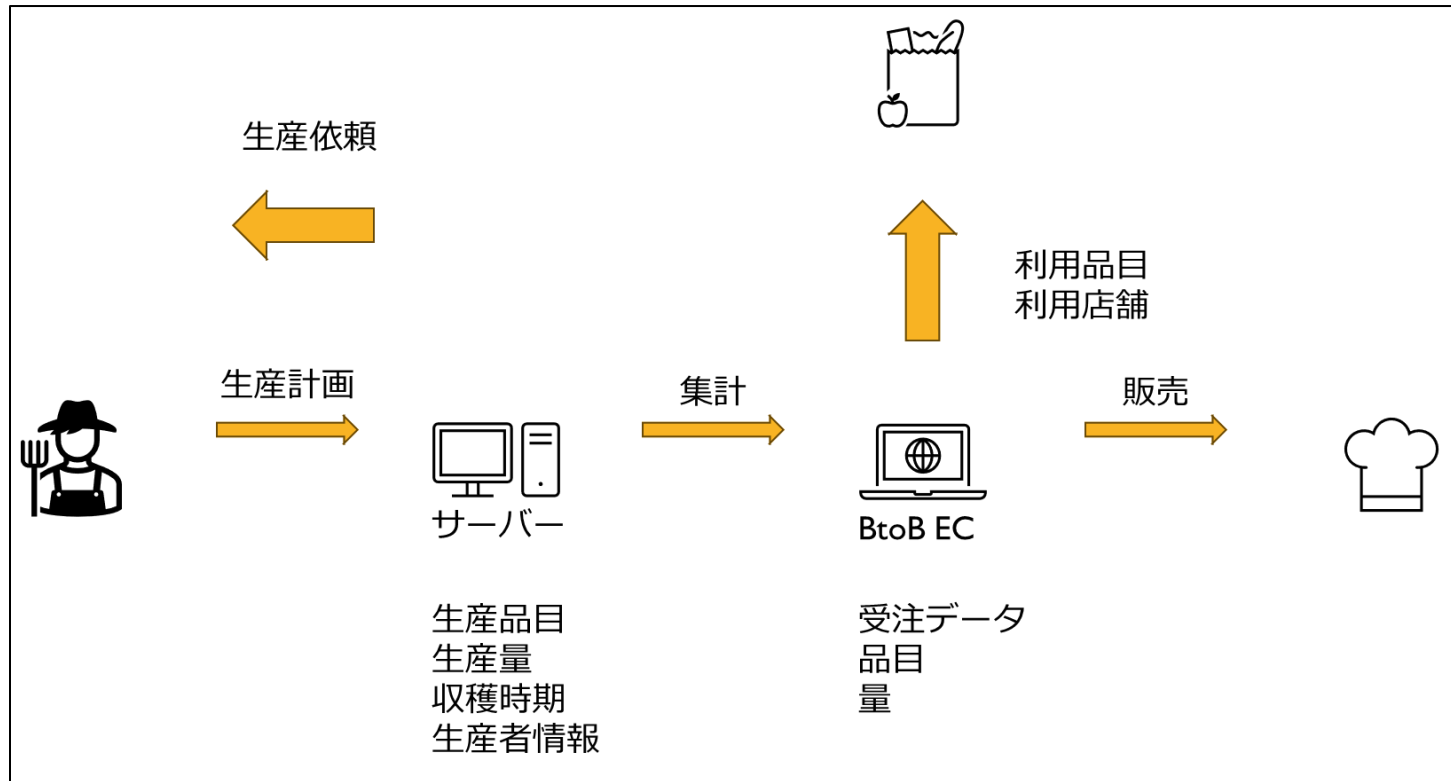 生産依頼
利用品目
利用店舗
生産計画
集計
販売
サーバー
BtoB EC
生産品目
生産量
収穫時期
生産者情報
受注データ
品目
量